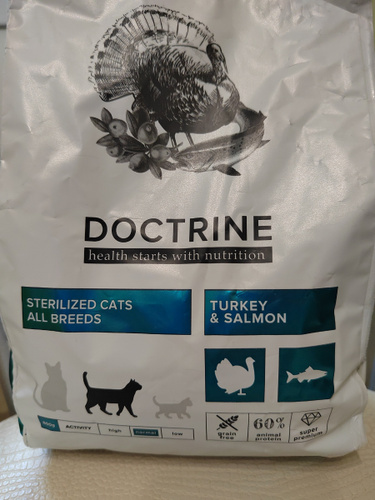 DOCTRINE
health starts with nutrition
STERILIZED CATS
ALL BREEDS
TURKEY
& SALMON
ACTIVITY high normal low
grain
free
60%
animal
protein
super
premium